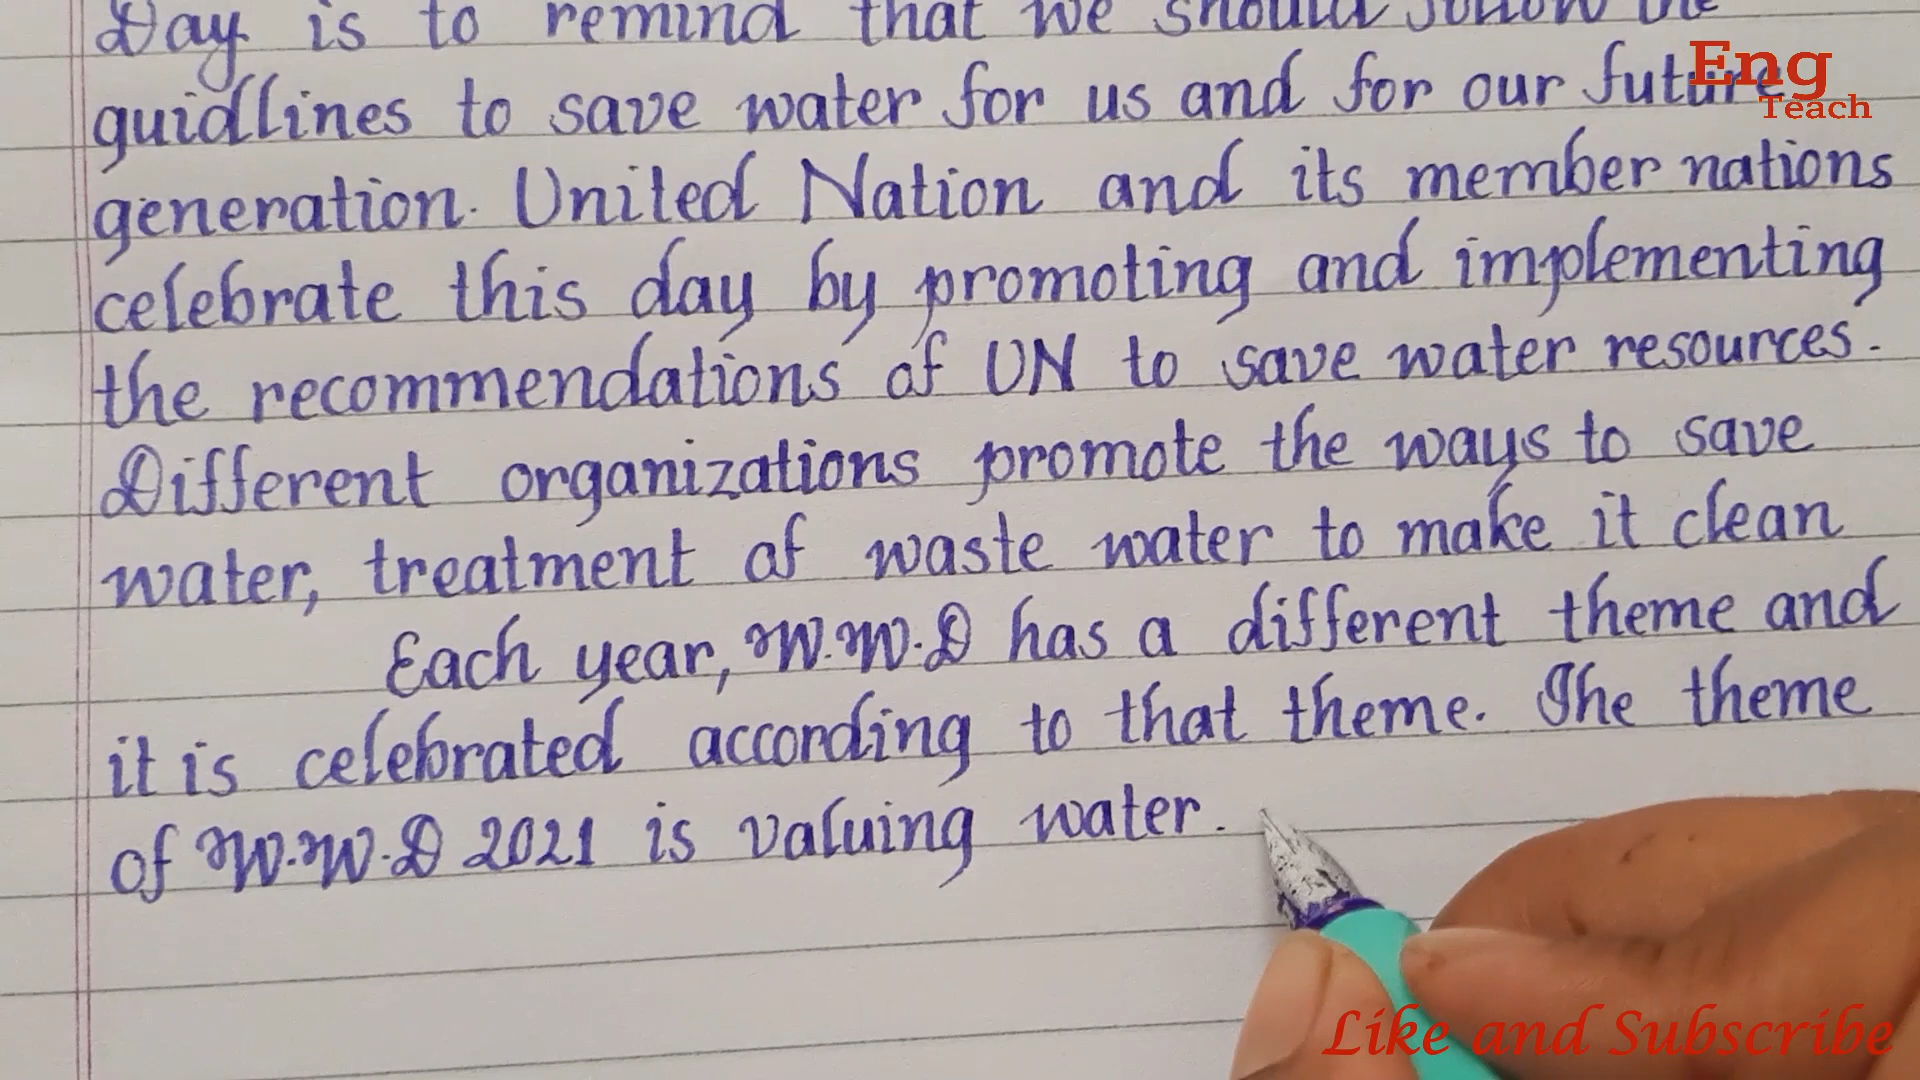 Day is to remind that we should follow the
guidlines to save water for us and for our future
generation. United Nation and its member nations
celebrate this day by promoting and implementing
the recommendations of UN to save water resources.
Different organizations promote the ways to save
water, treatment of waste water to make it clean
Each year, W.W.D has a different theme and
it is celebrated according to that theme. The theme
of W.W.D 2021 is valuing water.
Eng
Teach
Like and Subscribe